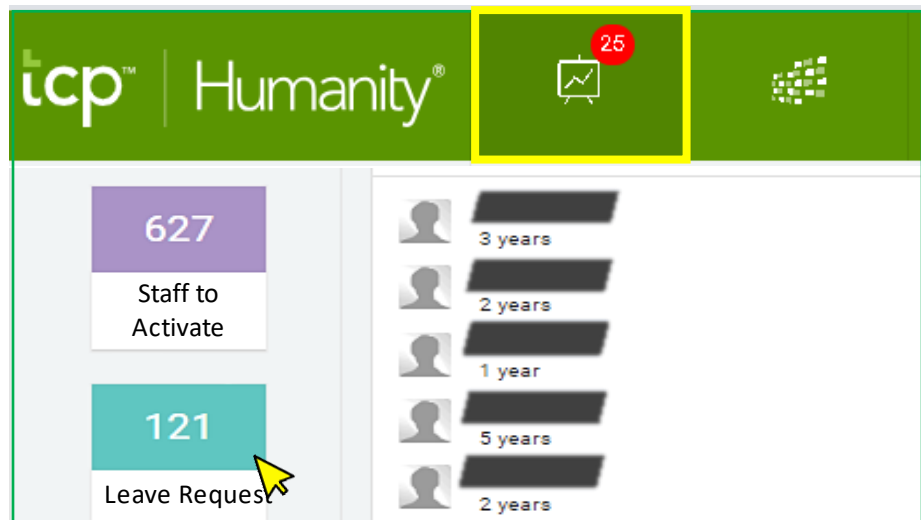 tcp™ Humanity®
25
627
Staff to
Activate
121
Leave Request
3 years
2 years
1 year
5 years
2 years